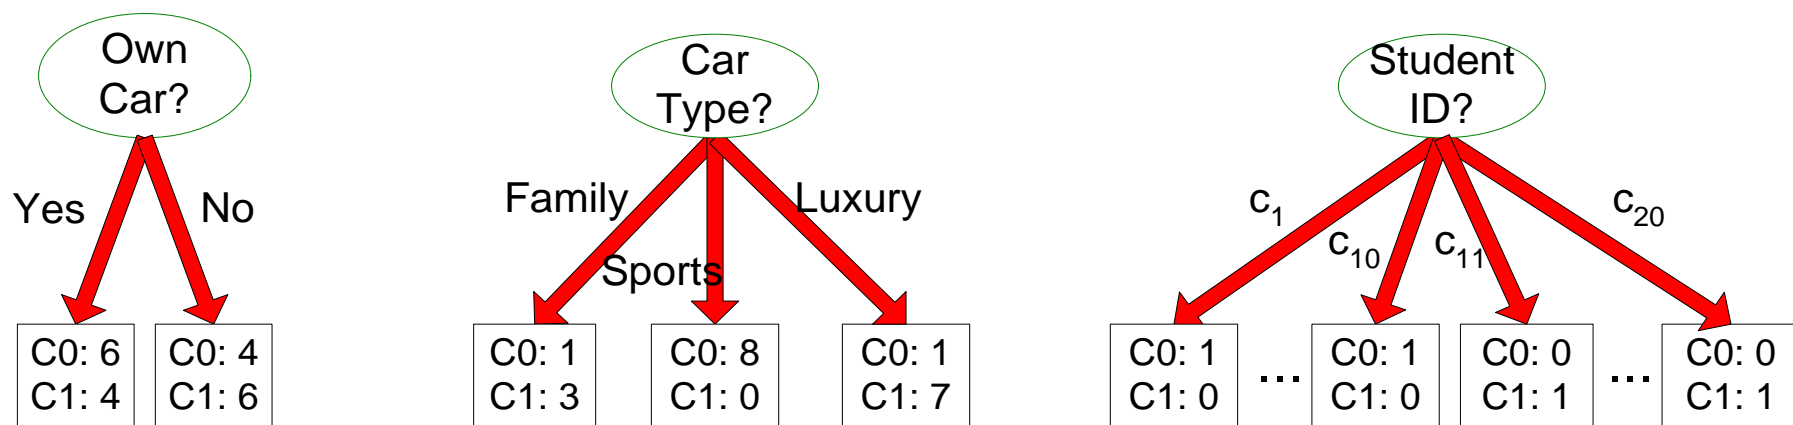 Own
Car?
Yes
No
C0: 6
C1: 4
C0: 4
C1: 6
Car
Type?
Family
Sports
Luxury
C0: 1
C1: 3
C0: 8
C1: 0
C0: 1
C1: 7
Student
ID?
c1
c10
c11
c20
C0: 1
C1: 0
...
C0: 1
C1: 0
C0: 0
C1: 1
...
C0: 0
C1: 1